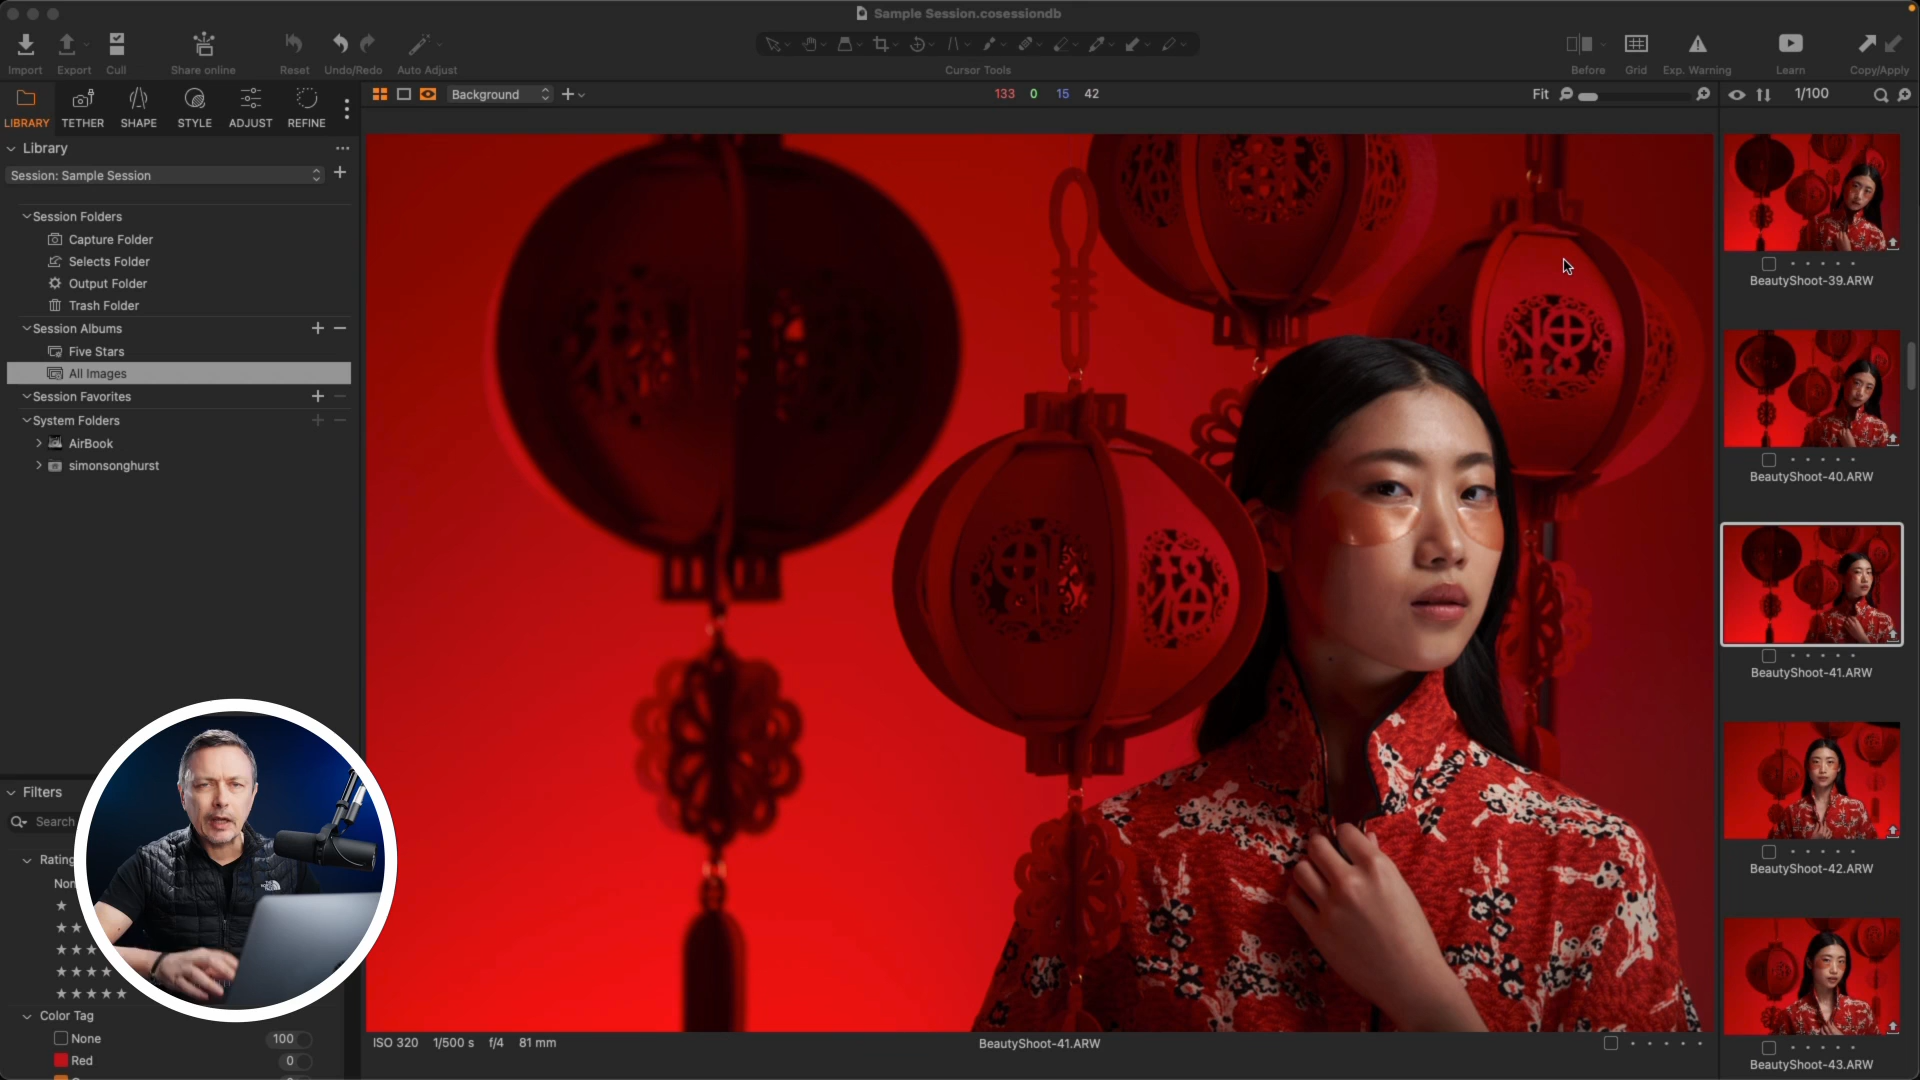 Sample Session.cosessiondb
Import
Export
Cull
Share online
Reset
Undo/Redo
Auto Adjust
Cursor Tools
Before
Grid
Exp. Warning
Learn
Copy/Apply
LIBRARY
TETHER
SHAPE
STYLE
ADJUST
REFINE
Background
133 0 15 42
Fit
1/100
Library
Session: Sample Session
Session Folders
Capture Folder
Selects Folder
Output Folder
Trash Folder
Session Albums
Five Stars
All Images
Session Favorites
System Folders
AirBook
simonsonghurst
Filters
Search
Rating
Color Tag
None 100
Red 0
福
THE NORTH FACE
ISO 320 1/500 s f/4 81 mm
BeautyShoot-41.ARW
BeautyShoot-39.ARW
BeautyShoot-40.ARW
BeautyShoot-41.ARW
BeautyShoot-42.ARW
BeautyShoot-43.ARW